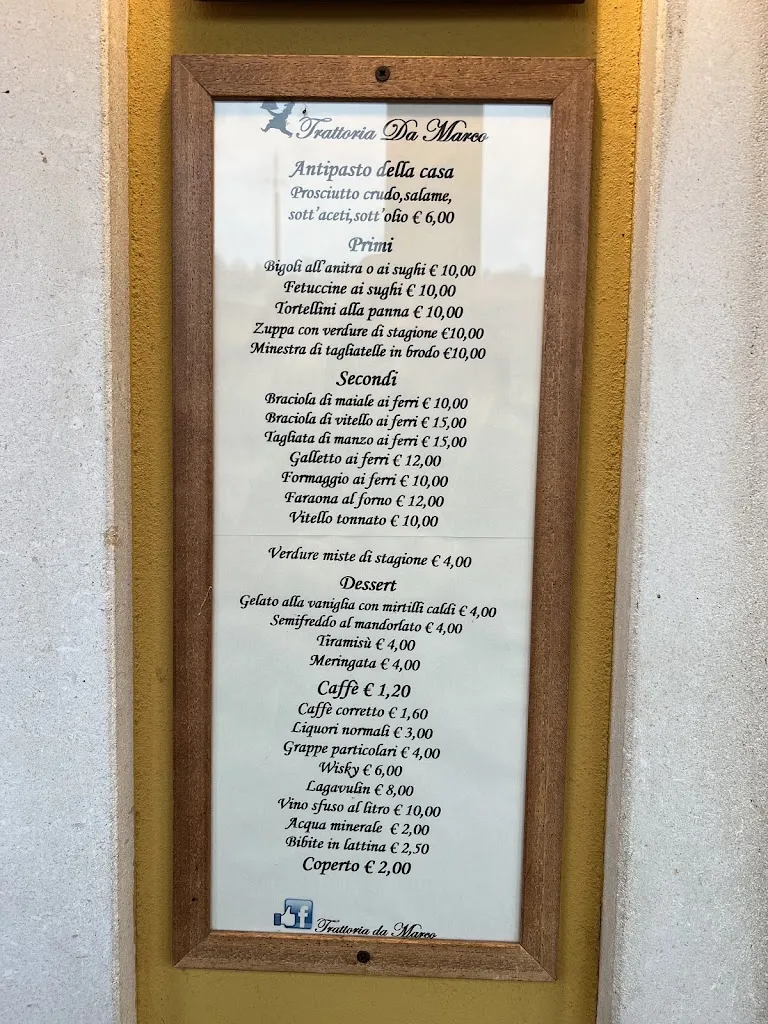 Trattoria Da Marco
Antipasto della casa
Prosciutto crudo,salame,
sott'aceti,sott'olio € 6,00
Primi
Bigoli all'anitra o ai sughi € 10,00
Fetuccine ai sughi € 10,00
Tortellini alla panna € 10,00
Zuppa con verdure di stagione €10,00
Minestra di tagliatelle in brodo €10,00
Secondi
Braciola di maiale ai ferri € 10,00
Braciola di vitello ai ferri € 15,00
Tagliata di manzo ai ferri € 15,00
Galletto ai ferri € 12,00
Formaggio ai ferri € 10,00
Faraona al forno € 12,00
Vitello tonnato € 10,00
Verdure miste di stagione € 4,00
Dessert
Gelato alla vaniglia con mirtilli caldi € 4,00
Semifreddo al mandorlato € 4,00
Tiramisù € 4,00
Meringata € 4,00
Caffè € 1,20
Caffè corretto € 1,60
Liquori normali € 3,00
Grappe particolari € 4,00
Wisky € 6,00
Lagavulin € 8,00
Vino sfuso al litro € 10,00
Acqua minerale € 2,00
Bibite in lattina € 2,50
Coperto € 2,00
f Trattoria da Marco